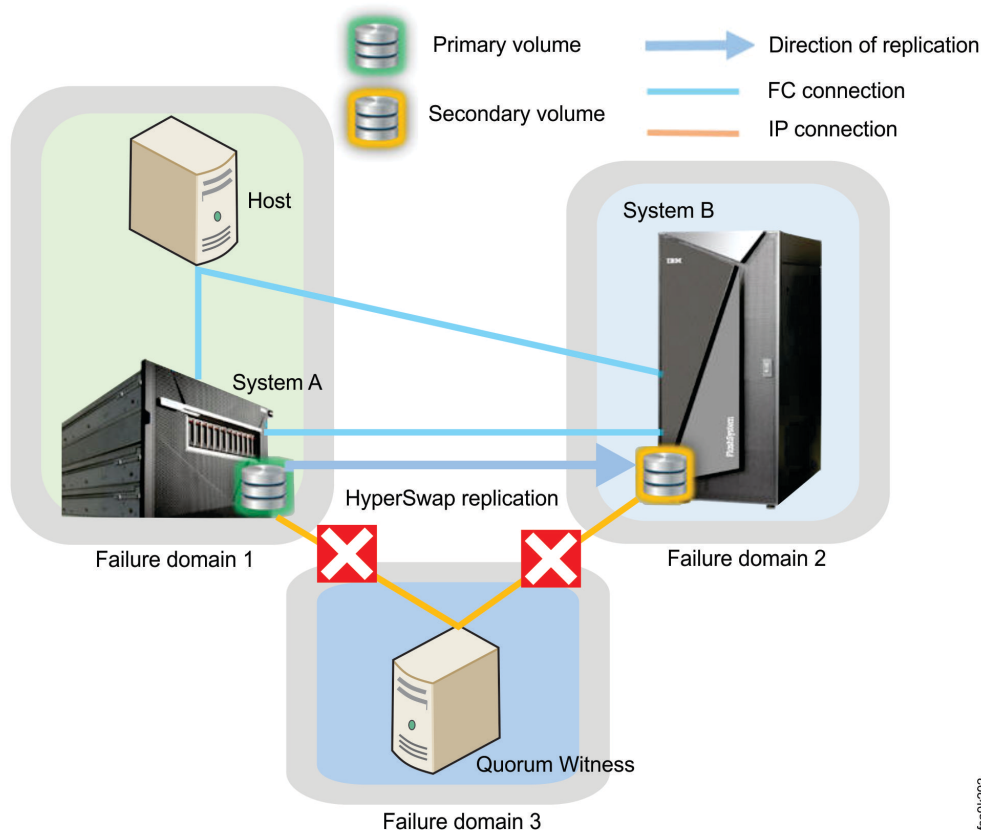 Primary volume
Direction of replication
Secondary volume
FC connection
IP connection
Host
System B
IBM
System A
FlashSystem
HyperSwap replication
Failure domain 1
Failure domain 2
Quorum Witness
Failure domain 3